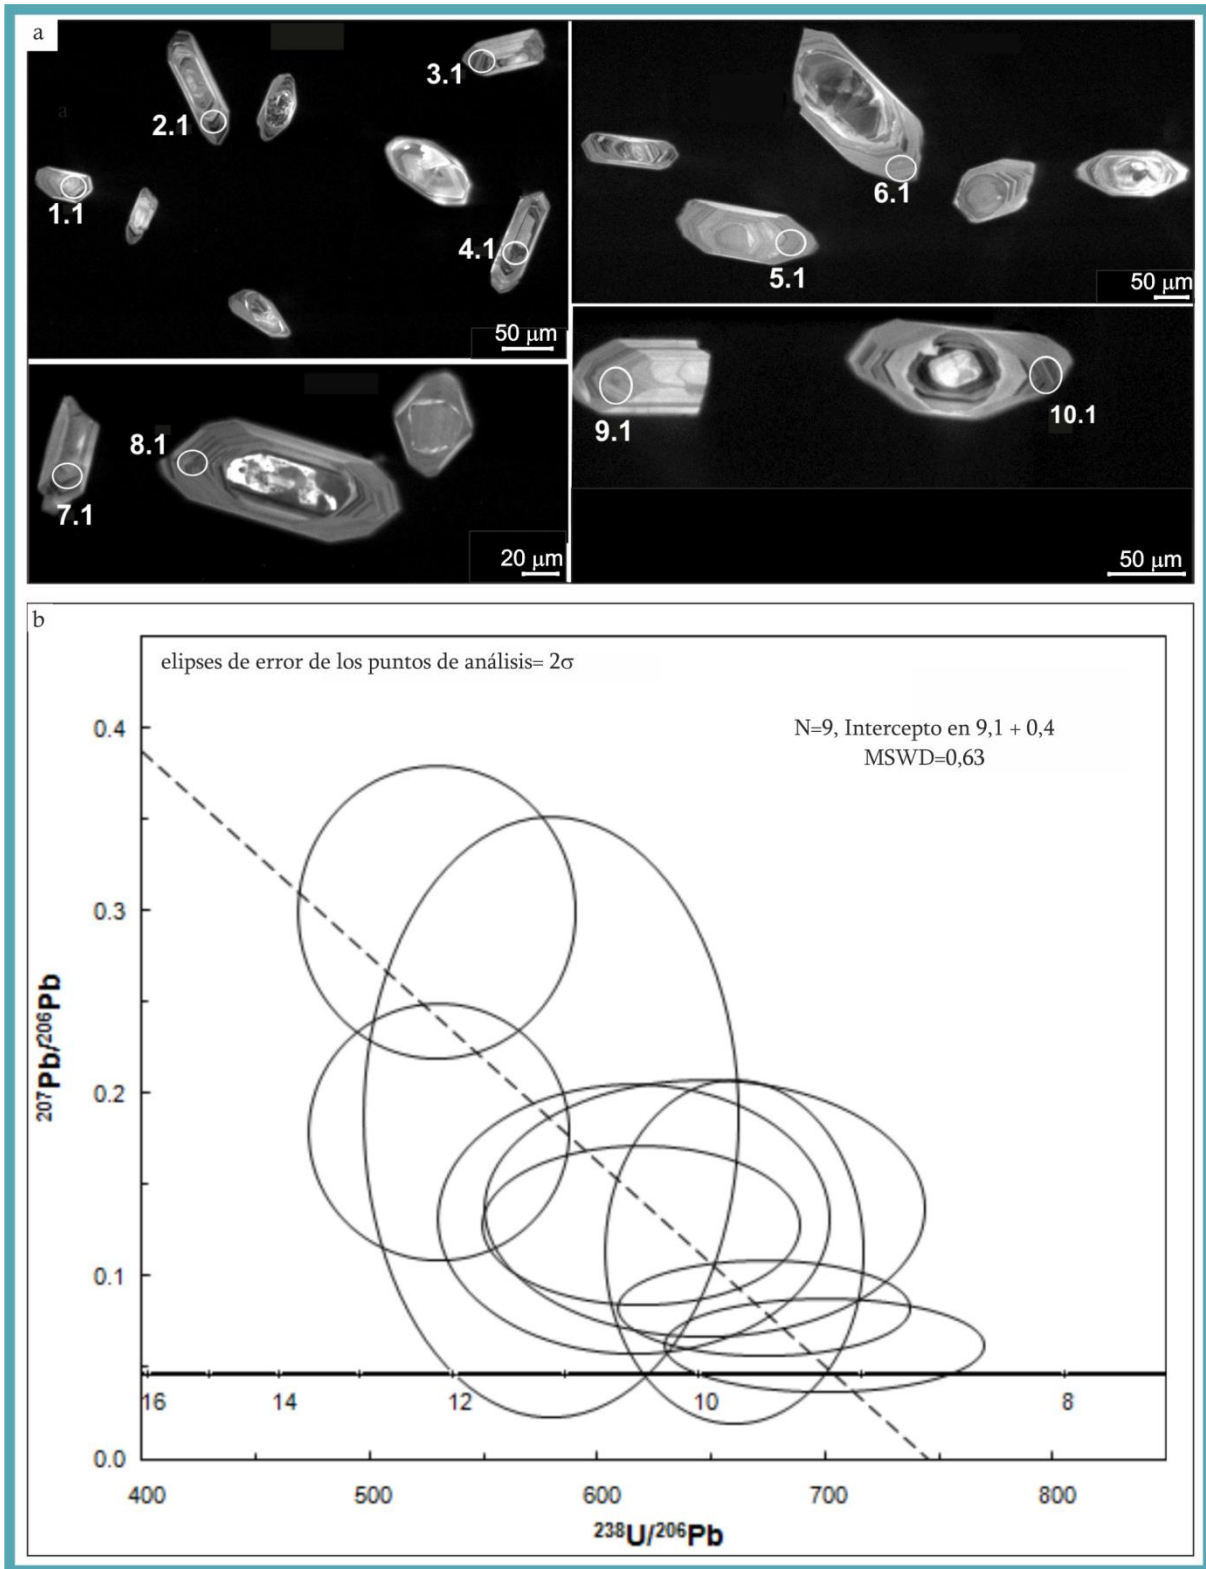 a
2.1
3.1
1.1
4.1
50 μm
6.1
5.1
50 μm
8.1
7.1
20 μm
9.1
10.1
50 μm
b
elipses de error de los puntos de análisis= 2σ
N=9, Intercepto en 9,1 + 0,4
MSWD=0,63
0.4
0.3
0.2
0.1
0.0
²⁰⁷Pb/²⁰⁶Pb
16 14 12 10 8
400 500 600 700 800
²³⁸U/²⁰⁶Pb